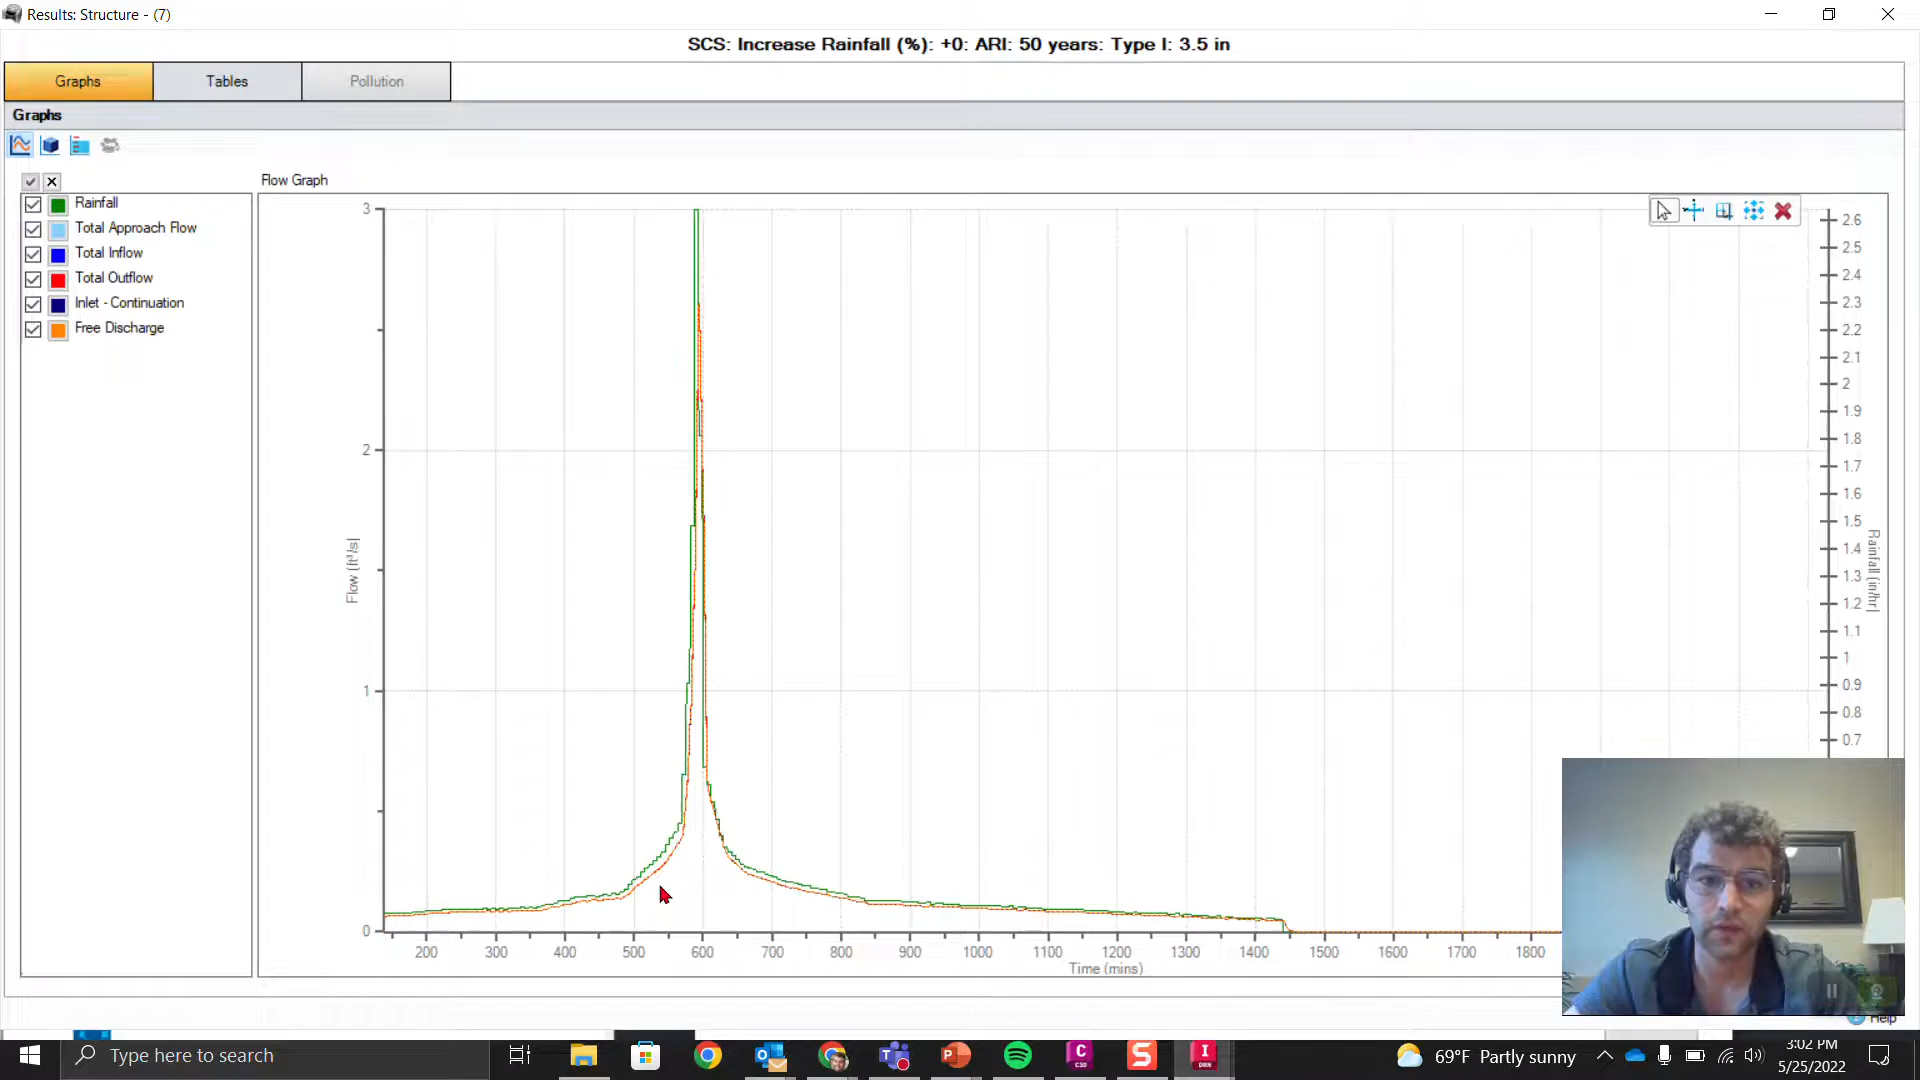 Results: Structure - (7)
SCS: Increase Rainfall (%): +0: ARI: 50 years: Type I: 3.5 in
Graphs
Tables
Pollution
Graphs
Flow Graph
Rainfall
Total Approach Flow
Total Inflow
Total Outflow
Inlet - Continuation
Free Discharge
3
2
1
0
Flow (ft³/s)
200 300 400 500 600 700 800 900 1000 1100 1200 1300 1400 1500 1600 1700 1800
Time (mins)
2.6
2.5
2.4
2.3
2.2
2.1
2
1.9
1.8
1.7
1.6
1.5
1.4
1.3
1.2
1.1
1
0.9
0.8
0.7
Rainfall (in/hr)
Help
Type here to search
C
C3D
S
I
DRN
69°F Partly sunny
3:02 PM
5/25/2022